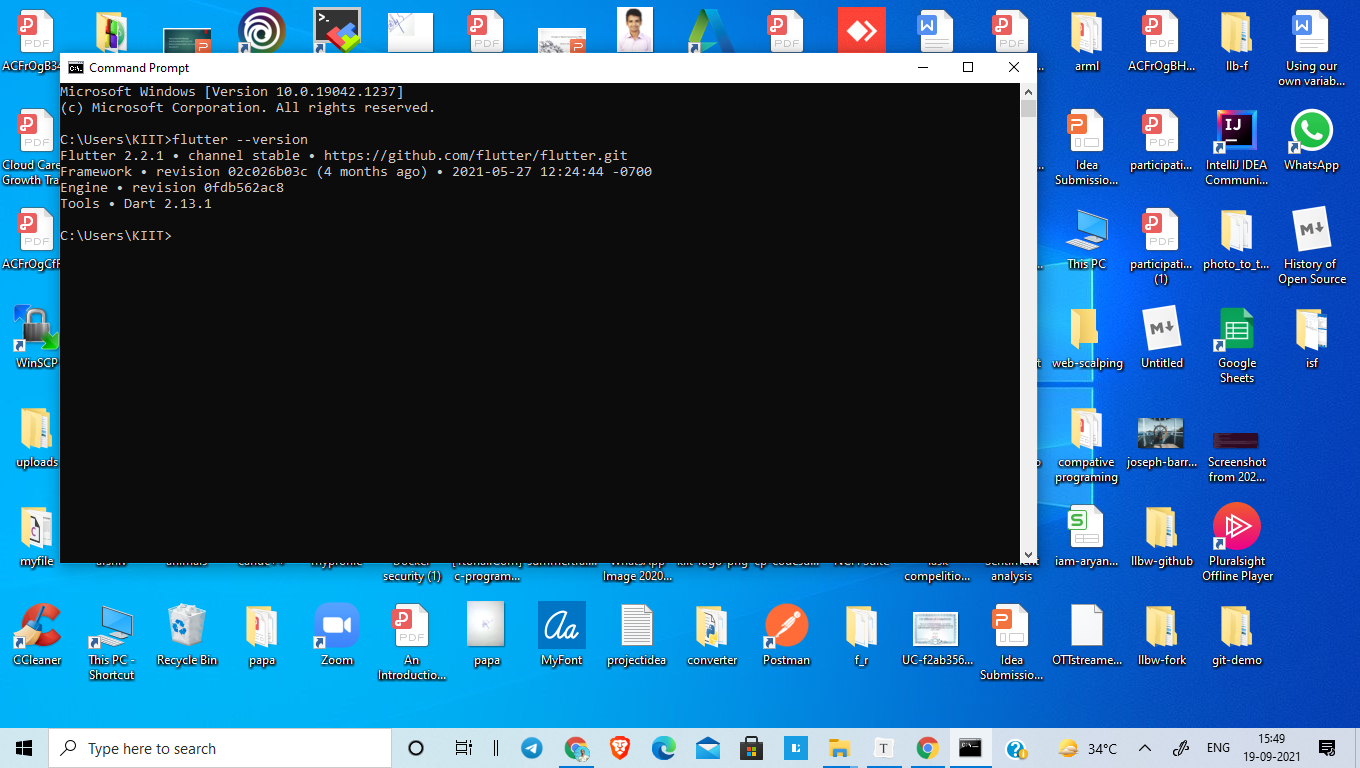 Command Prompt
Microsoft Windows [Version 10.0.19042.1237]
(c) Microsoft Corporation. All rights reserved.
C:\Users\KIIT>flutter --version
Flutter 2.2.1 • channel stable • https://github.com/flutter/flutter.git
Framework • revision 02c026b03c (4 months ago) • 2021-05-27 12:24:44 -0700
Engine • revision 0fdb562ac8
Tools • Dart 2.13.1
C:\Users\KIIT>
ACFrOgB34
arml
ACFrOgBH...
llb-f
Using our
own variab...
Cloud Care
Growth Tra
Idea
Submissio...
participati...
IntelliJ IDEA
Communi...
WhatsApp
ACFrOgCfF
This PC
participati...
(1)
photo_to_t...
History of
Open Source
WinSCP
web-scalping
Untitled
Google
Sheets
isf
uploads
compative
programing
joseph-barr...
Screenshot
from 202...
myfile
security (1)
c-program...
Image 2020...
competitio...
analysis
iam-aryan...
llbw-github
Pluralsight
Offline Player
CCleaner
This PC -
Shortcut
Recycle Bin
papa
Zoom
An
Introductio...
papa
MyFont
projectidea
converter
Postman
f_r
UC-f2ab356...
Idea
Submissio...
OTTstreame...
llbw-fork
git-demo
Type here to search
34°C
ENG
15:49
19-09-2021